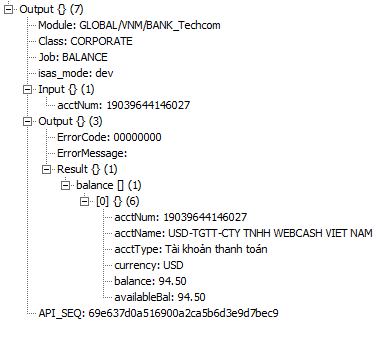 Output {} (7)
Module: GLOBAL/VNM/BANK_Techcom
Class: CORPORATE
Job: BALANCE
isas_mode: dev
Input {} (1)
acctNum: 19039644146027
Output {} (3)
ErrorCode: 00000000
ErrorMessage:
Result {} (1)
balance [] (1)
[0] {} (6)
acctNum: 19039644146027
acctName: USD-TGTT-CTY TNHH WEBCASH VIET NAM
acctType: Tài khoản thanh toán
currency: USD
balance: 94.50
availableBal: 94.50
API_SEQ: 69e637d0a516900a2ca5b6d3e9d7bec9